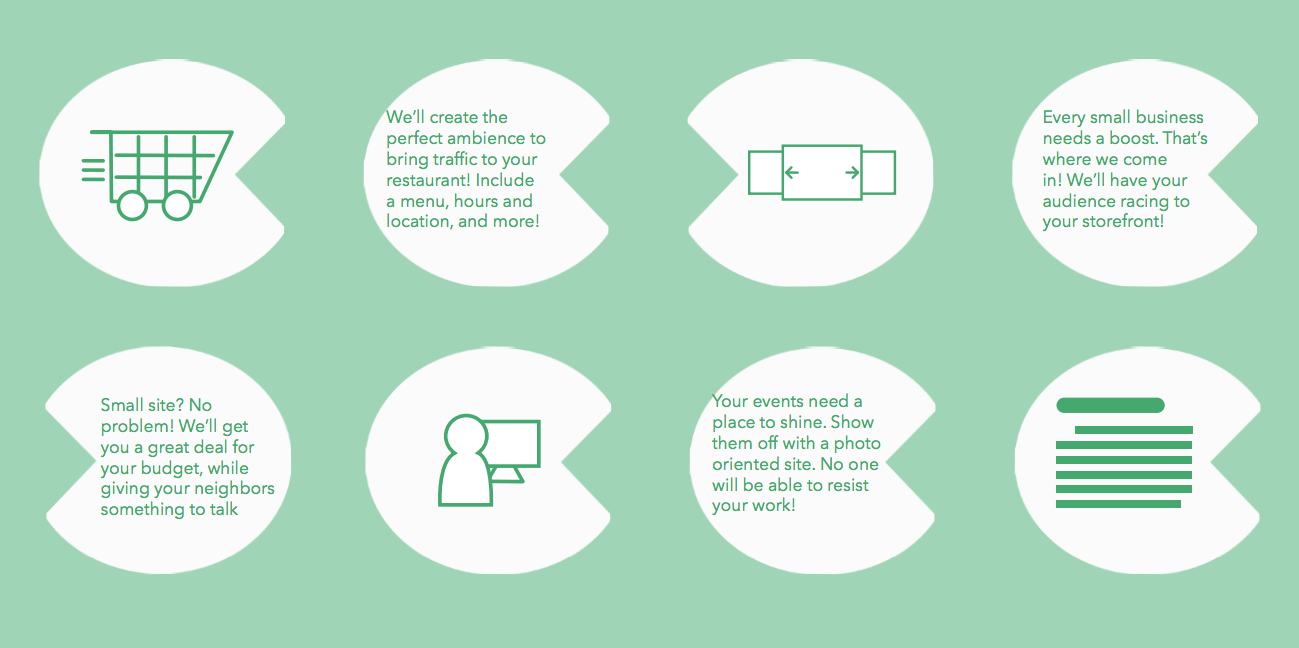 We'll create the
perfect ambience to
bring traffic to your
restaurant! Include
a menu, hours and
location, and more!
Every small business
needs a boost. That's
where we come
in! We'll have your
audience racing to
your storefront!
Small site? No
problem! We'll get
you a great deal for
your budget, while
giving your neighbors
something to talk
Your events need a
place to shine. Show
them off with a photo
oriented site. No one
will be able to resist
your work!